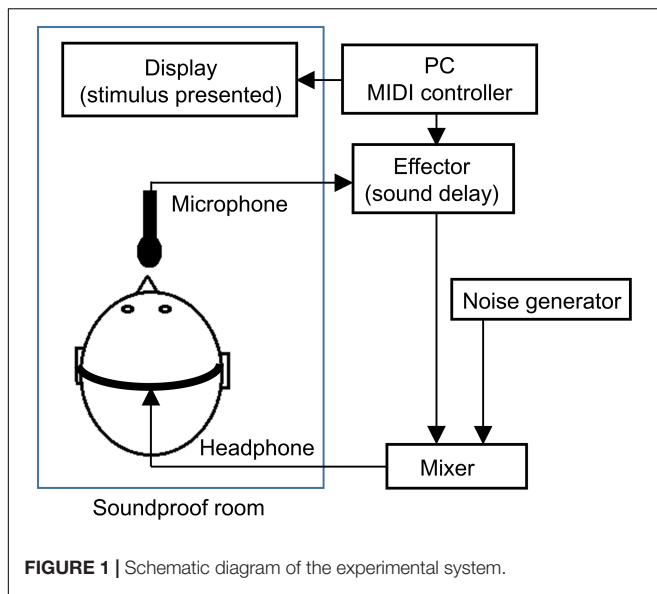 Display
(stimulus presented)
PC
MIDI controller
Effector
(sound delay)
Microphone
Noise generator
Headphone
Mixer
Soundproof room
FIGURE 1 | Schematic diagram of the experimental system.